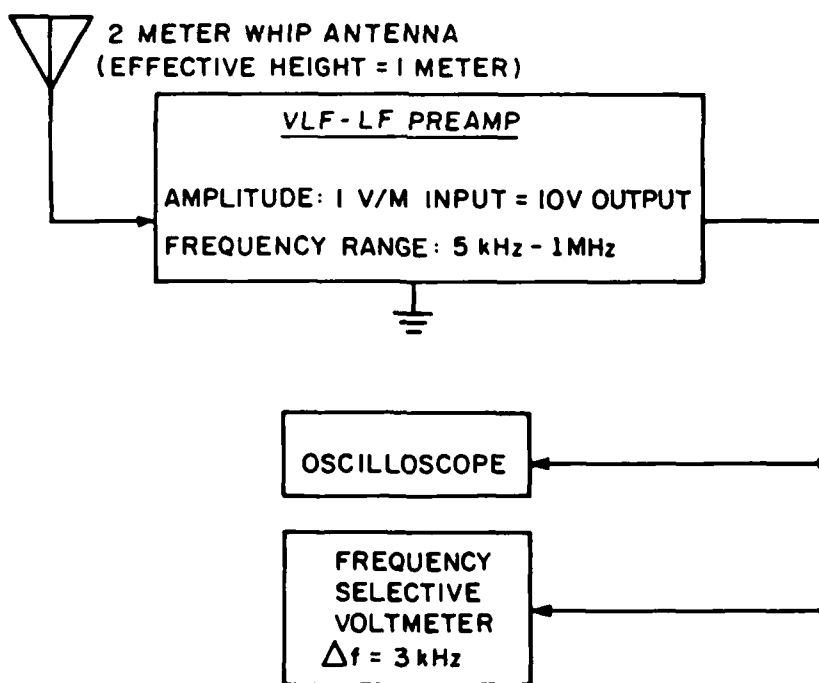 2 METER WHIP ANTENNA
(EFFECTIVE HEIGHT = 1 METER)
VLF-LF PREAMP
AMPLITUDE: 1 V/M INPUT = 10V OUTPUT
FREQUENCY RANGE: 5 kHz - 1MHz
OSCILLOSCOPE
FREQUENCY
SELECTIVE
VOLTMETER
Δf = 3 kHz